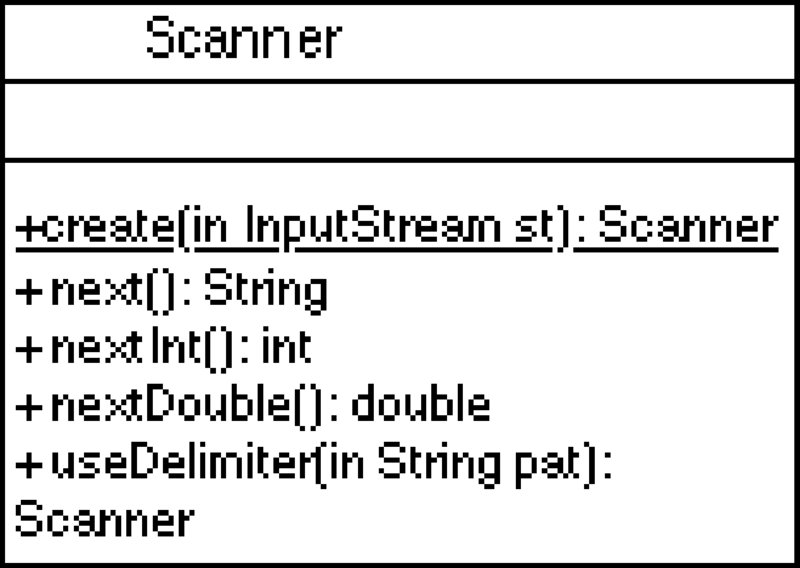 Scanner
+create(in InputStream st): Scanner
+next(): String
+nextInt(): int
+nextDouble(): double
+useDelimiter(in String pat):
Scanner